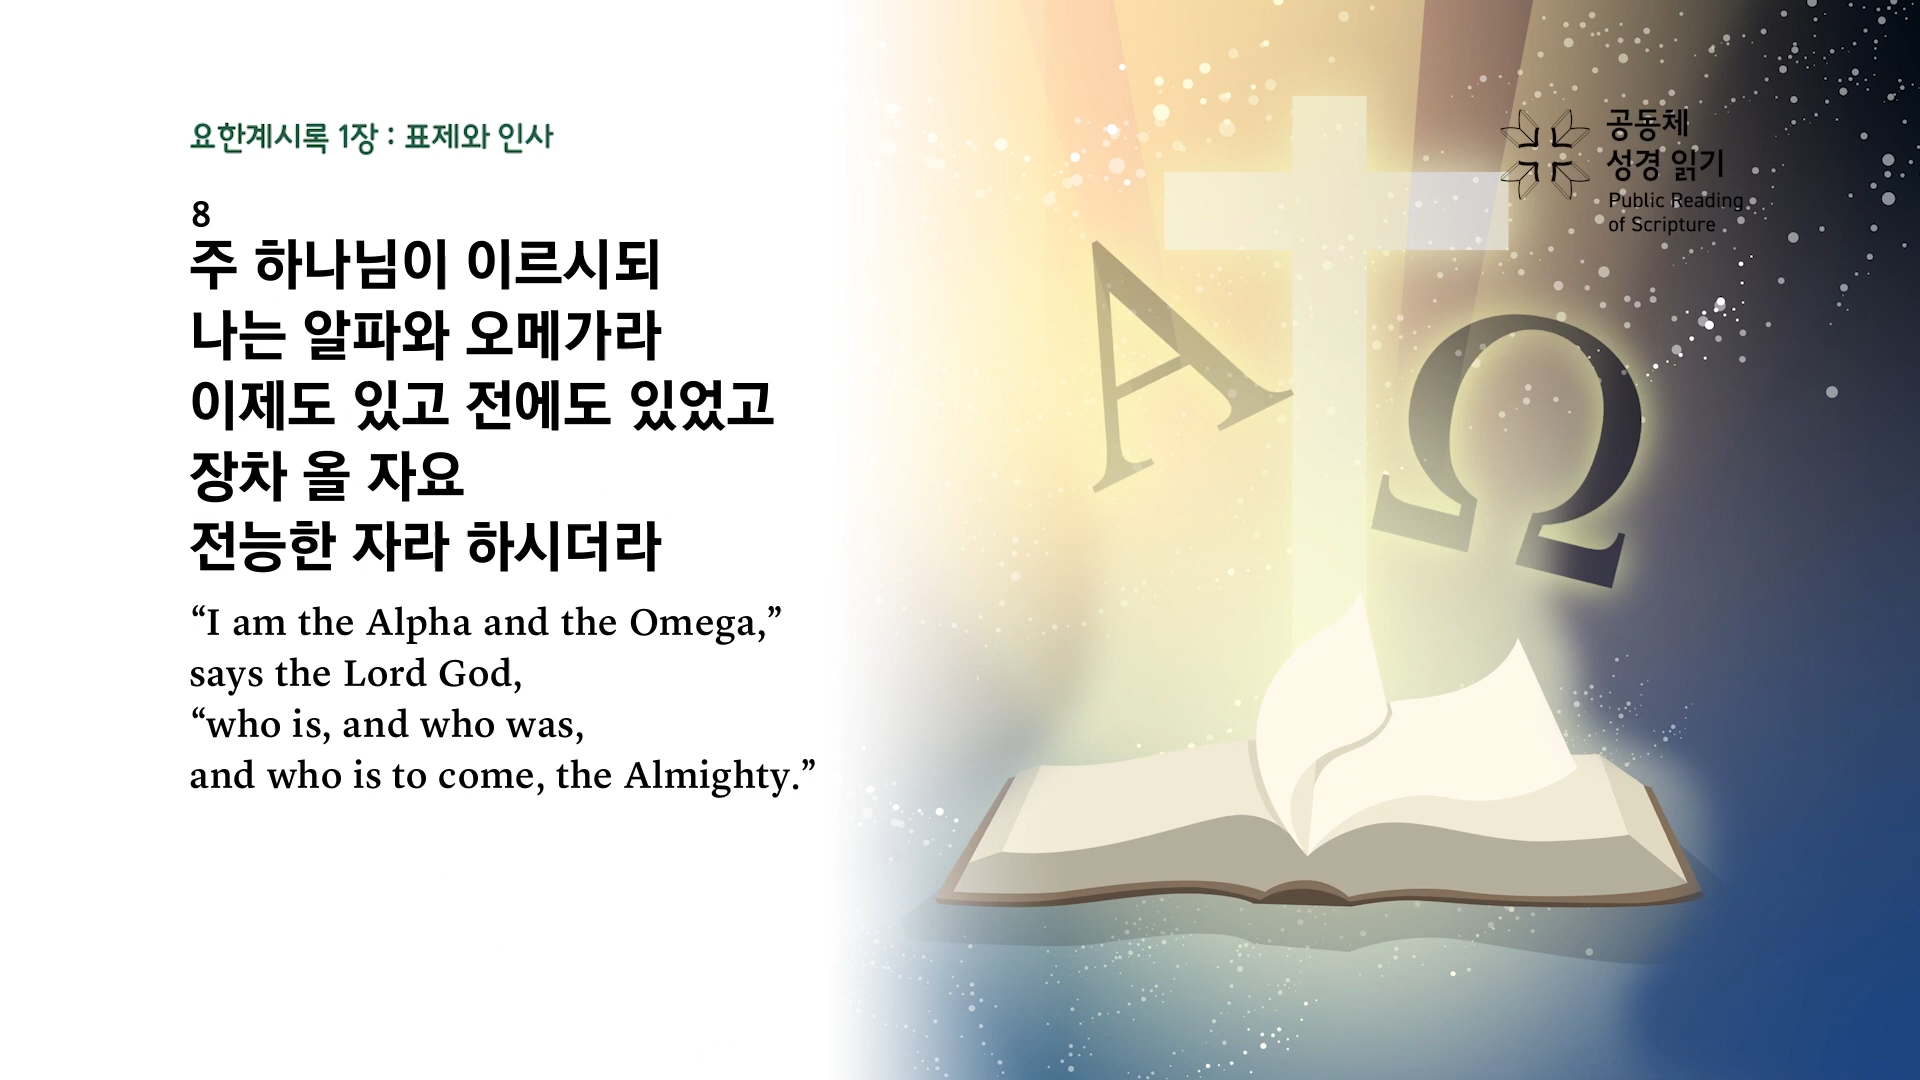 요한계시록 1장 : 표제와 인사
8
주 하나님이 이르시되
나는 알파와 오메가라
이제도 있고 전에도 있었고
장차 올 자요
전능한 자라 하시더라
“I am the Alpha and the Omega,”
says the Lord God,
“who is, and who was,
and who is to come, the Almighty.”
공동체
성경 읽기
Public Reading
of Scripture
Α
Ω